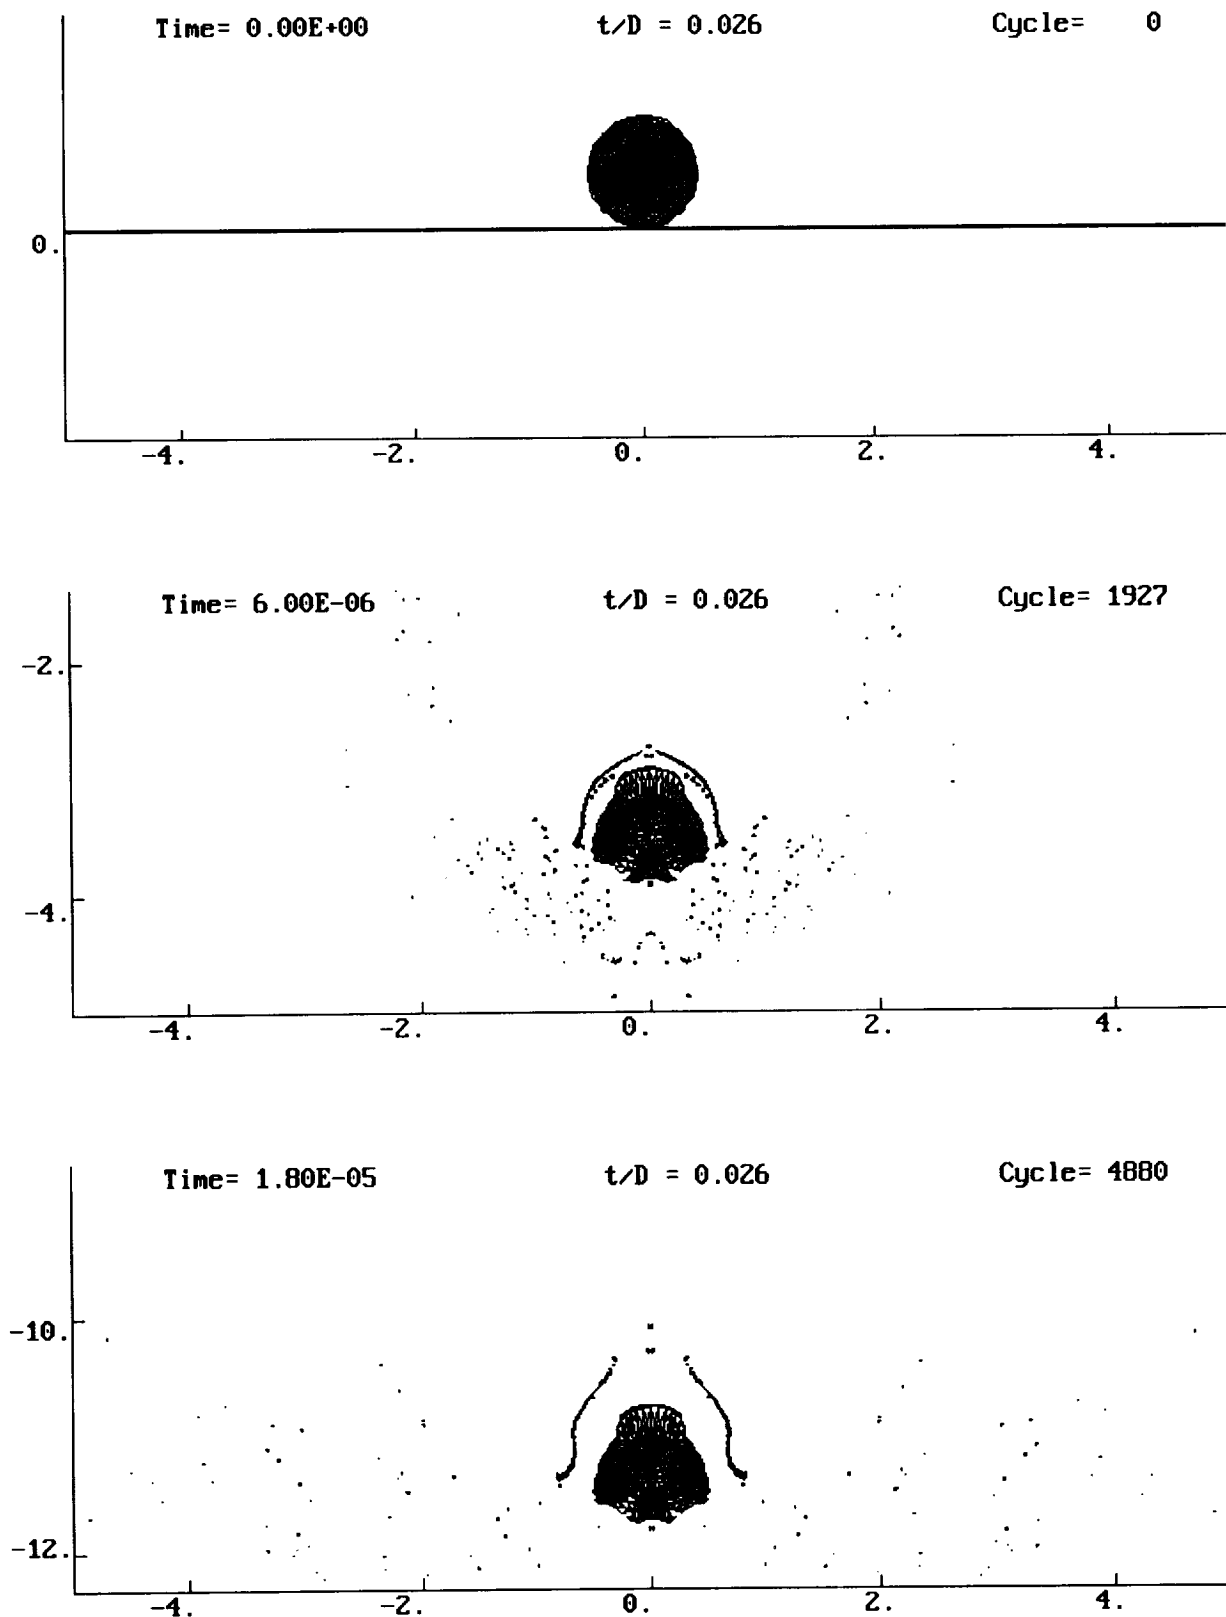 Time= 0.00E+00 t/D = 0.026 Cycle= 0
0.
-4. -2. 0. 2. 4.
Time= 6.00E-06 t/D = 0.026 Cycle= 1927
-2.
-4.
-4. -2. 0. 2. 4.
Time= 1.80E-05 t/D = 0.026 Cycle= 4880
-10.
-12.
-4. -2. 0. 2. 4.